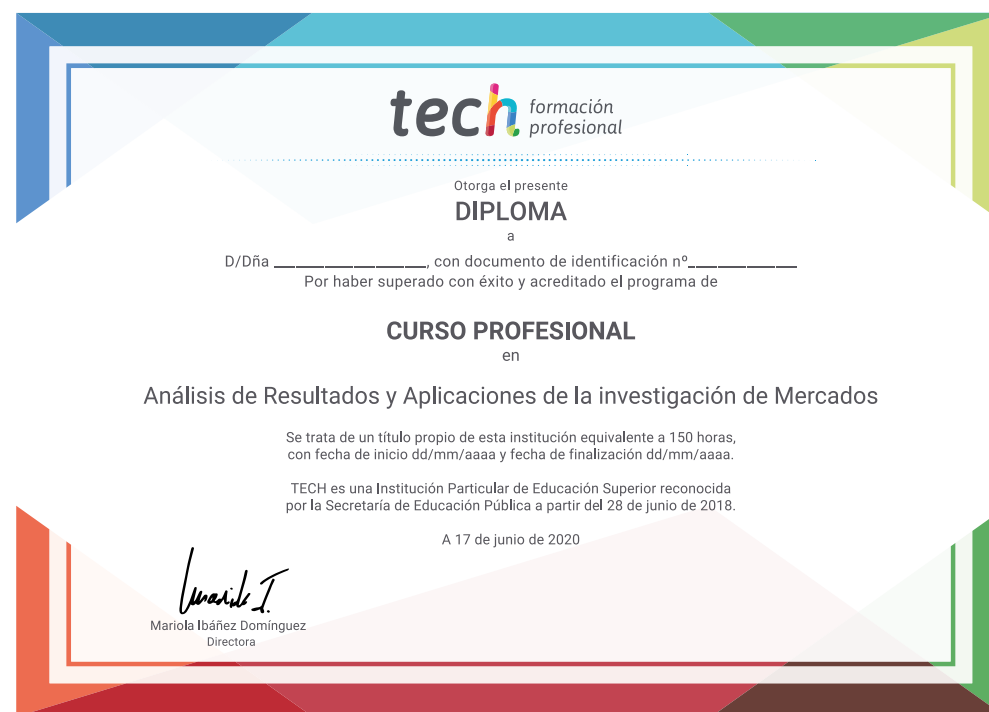 tech formación
profesional
Otorga el presente
DIPLOMA
a
D/Dña ____________________, con documento de identificación nº______________
Por haber superado con éxito y acreditado el programa de
CURSO PROFESIONAL
en
Análisis de Resultados y Aplicaciones de la investigación de Mercados
Se trata de un título propio de esta institución equivalente a 150 horas,
con fecha de inicio dd/mm/aaaa y fecha de finalización dd/mm/aaaa.
TECH es una Institución Particular de Educación Superior reconocida
por la Secretaría de Educación Pública a partir del 28 de junio de 2018.
A 17 de junio de 2020
Mariola Ibáñez Domínguez
Directora